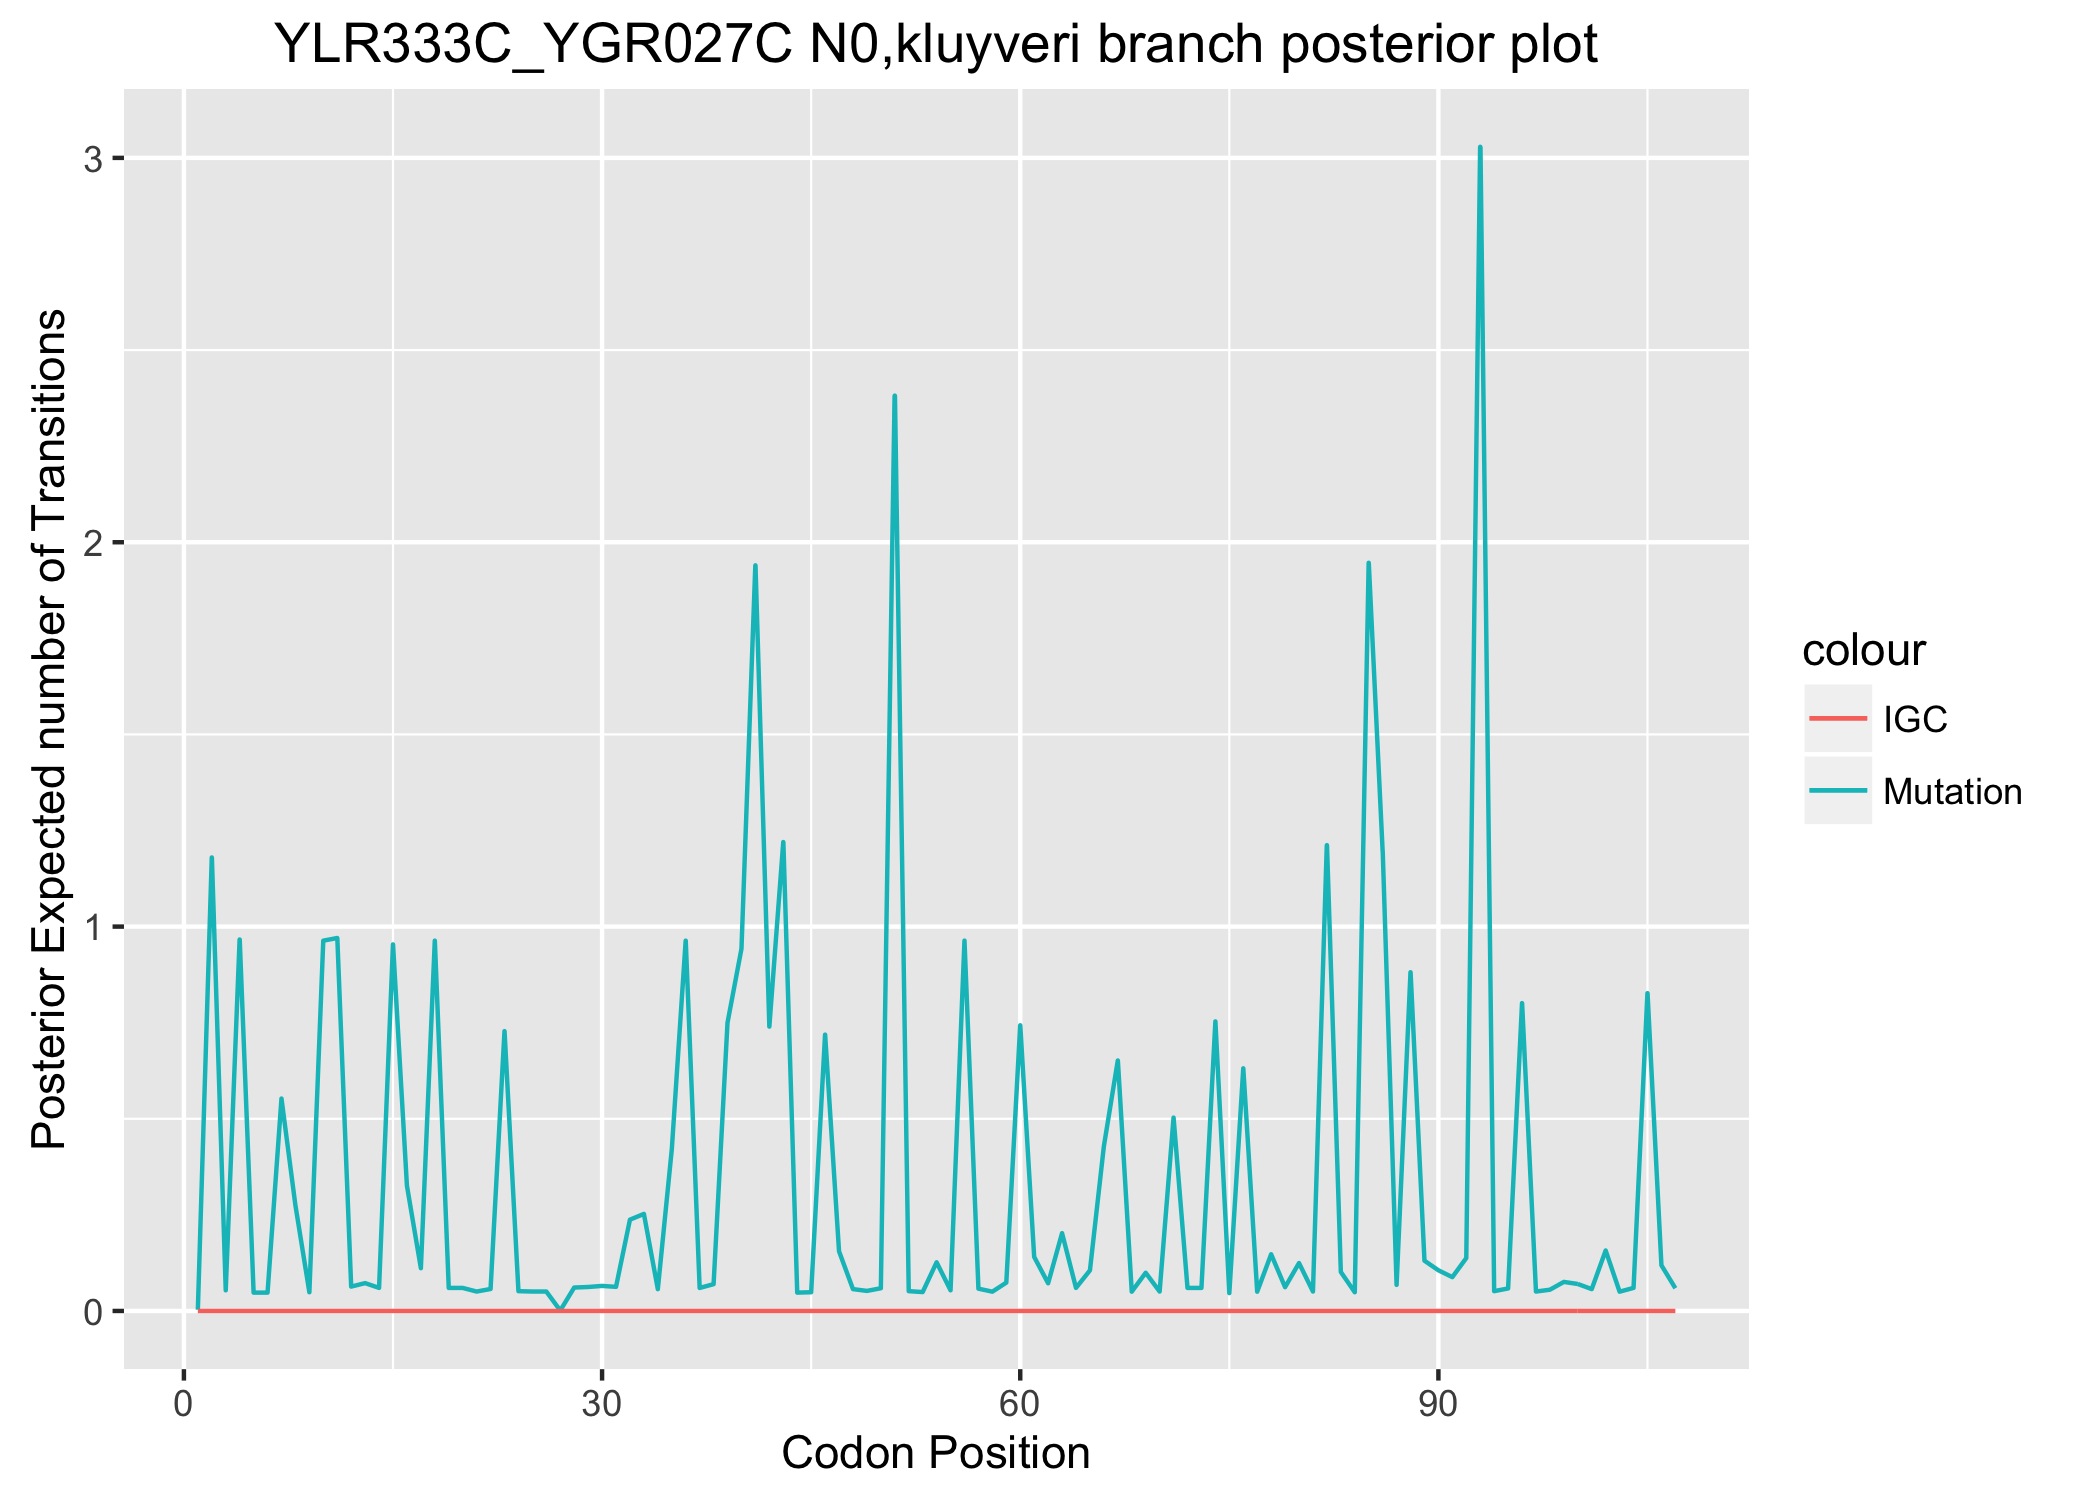 YLR333C_YGR027C N0,kluyveri branch posterior plot
Posterior Expected number of Transitions
3
2
1
0
0
30
60
90
Codon Position
colour
IGC
Mutation